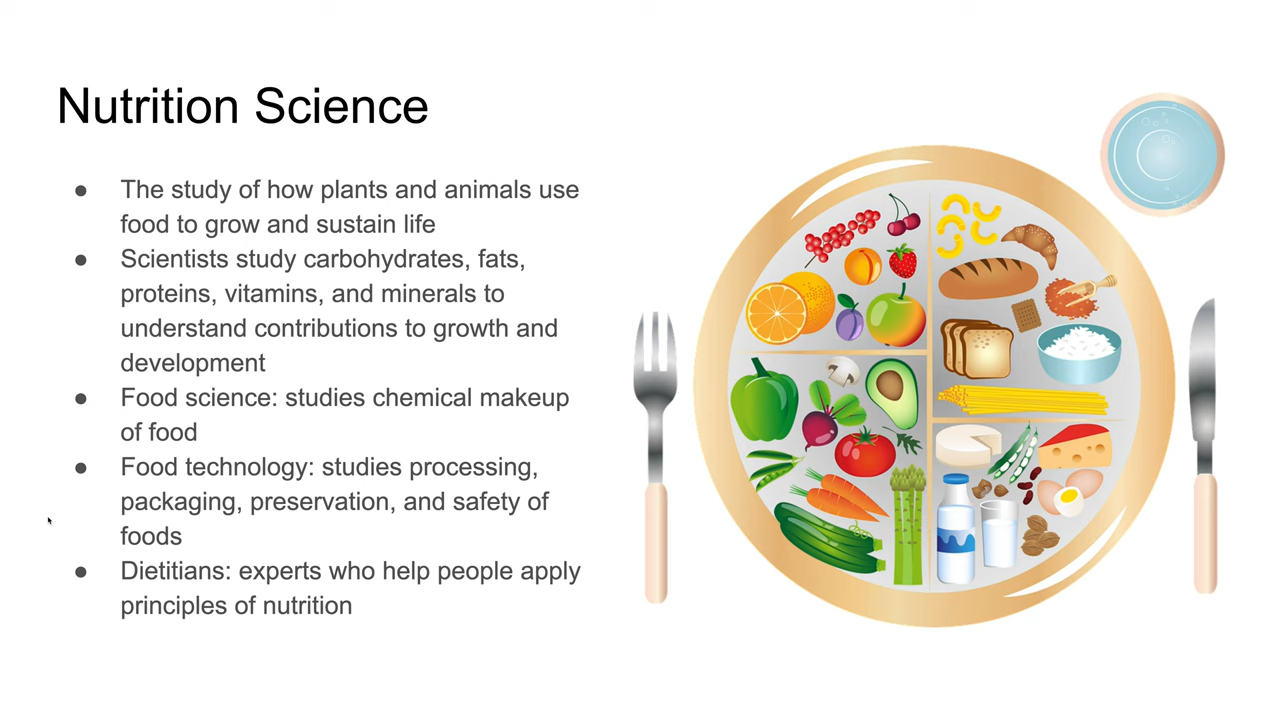 Nutrition Science
● The study of how plants and animals use
food to grow and sustain life
● Scientists study carbohydrates, fats,
proteins, vitamins, and minerals to
understand contributions to growth and
development
● Food science: studies chemical makeup
of food
● Food technology: studies processing,
packaging, preservation, and safety of
foods
● Dietitians: experts who help people apply
principles of nutrition